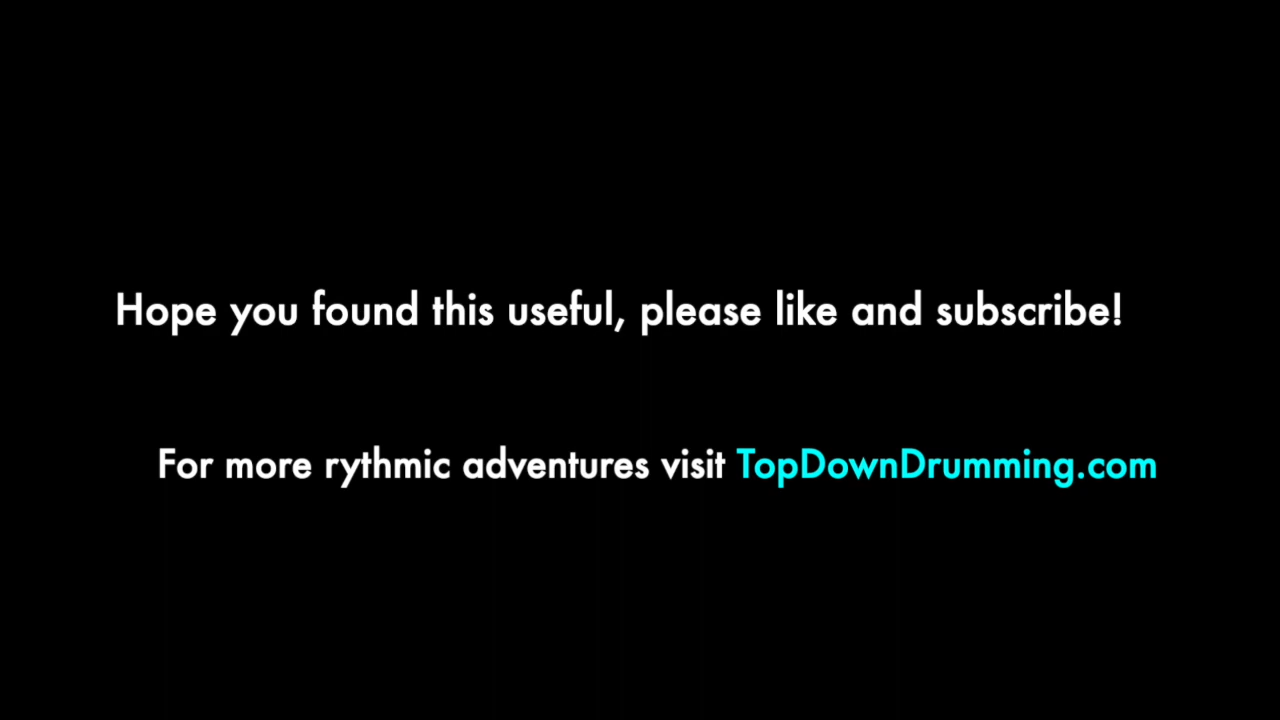 Hope you found this useful, please like and subscribe!
For more rythmic adventures visit TopDownDrumming.com